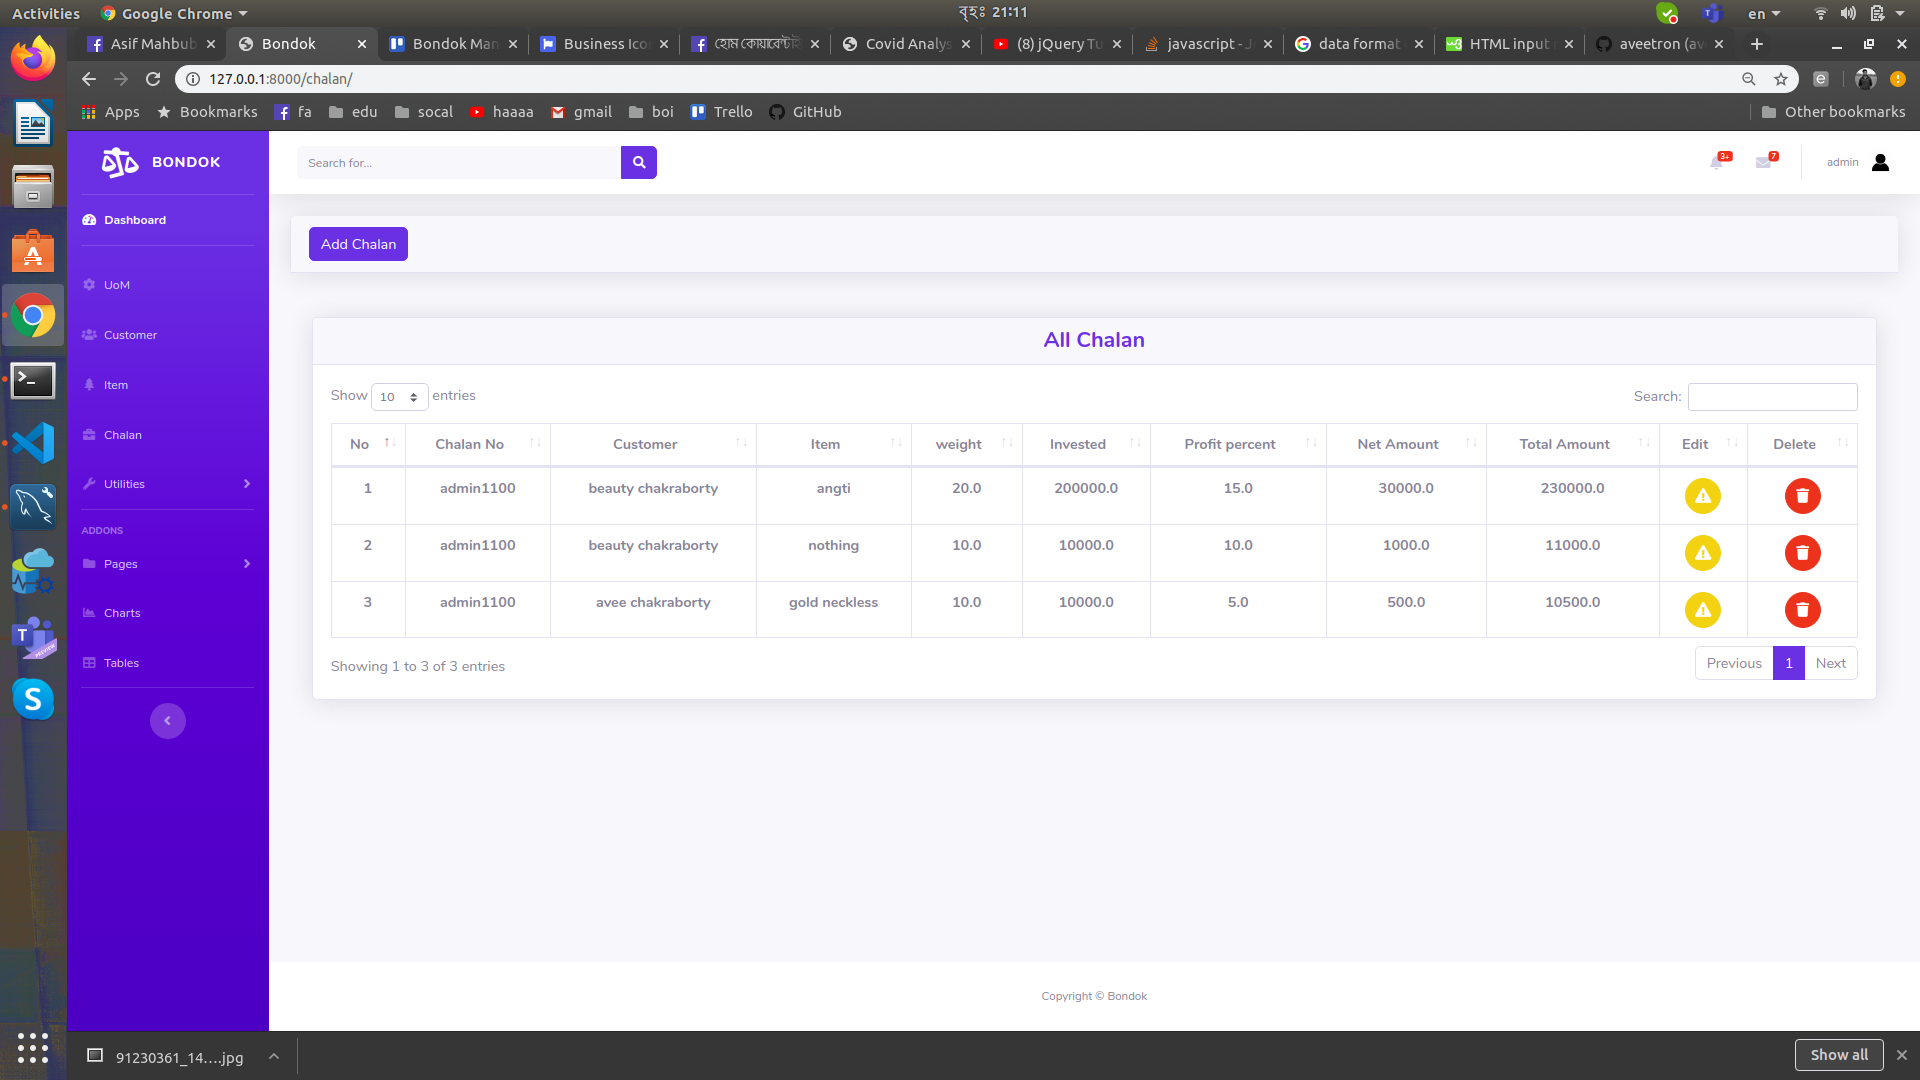 Activities Google Chrome বৃহঃ 21:11 en
Asif Mahbub Bondok Bondok Man Business Ico হোম কোয়ারেন্টাই Covid Analys (8) jQuery Tu javascript - J data format HTML input aveetron (av
127.0.0.1:8000/chalan/
Apps Bookmarks fa edu socal haaaa gmail boi Trello GitHub Other bookmarks
BONDOK
Search for... 3+ 7 admin
Dashboard
Add Chalan
UoM
Customer
Item
Chalan
Utilities
ADDONS
Pages
Charts
Tables
All Chalan
Show 10 entries Search:
No Chalan No Customer Item weight Invested Profit percent Net Amount Total Amount Edit Delete
1 admin1100 beauty chakraborty angti 20.0 200000.0 15.0 30000.0 230000.0
2 admin1100 beauty chakraborty nothing 10.0 10000.0 10.0 1000.0 11000.0
3 admin1100 avee chakraborty gold neckless 10.0 10000.0 5.0 500.0 10500.0
Showing 1 to 3 of 3 entries Previous 1 Next
Copyright © Bondok
91230361_14....jpg Show all